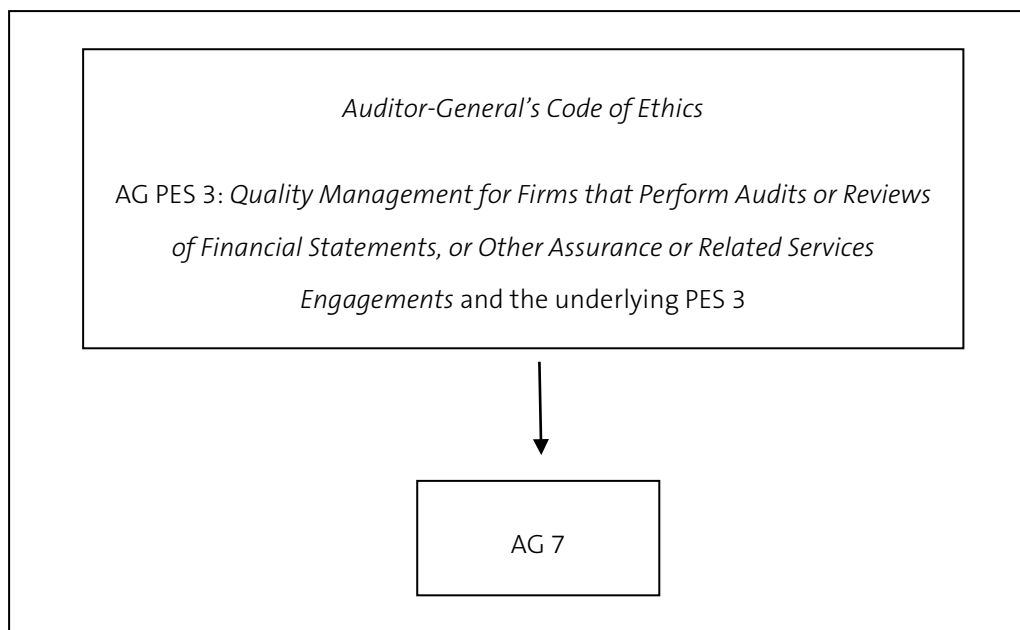 Auditor-General’s Code of Ethics
AG PES 3: Quality Management for Firms that Perform Audits or Reviews
of Financial Statements, or Other Assurance or Related Services
Engagements and the underlying PES 3
AG 7